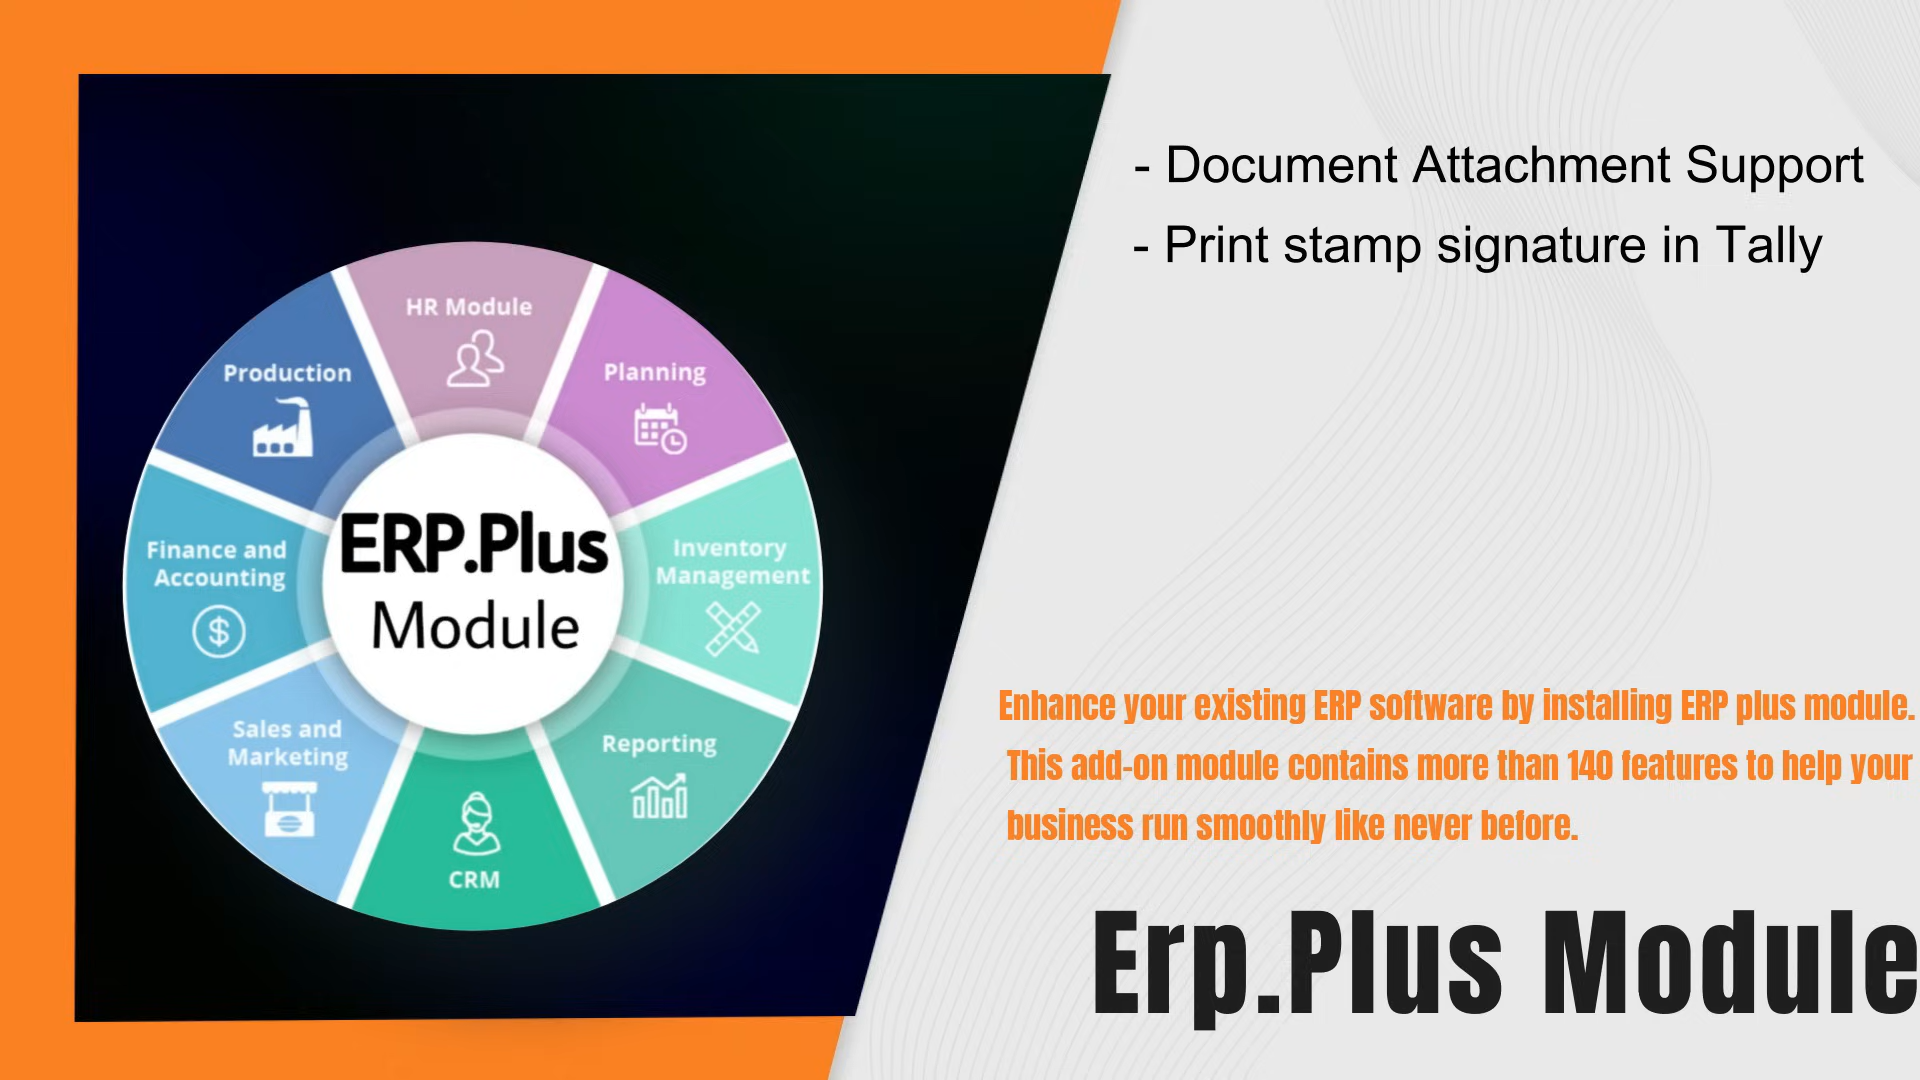 - Document Attachment Support
- Print stamp signature in Tally
HR Module
Production
Planning
Finance and
Accounting
ERP.Plus
Module
Inventory
Management
Sales and
Marketing
Reporting
CRM
Enhance your existing ERP software by installing ERP plus module.
This add-on module contains more than 140 features to help your
business run smoothly like never before.
Erp.Plus Module